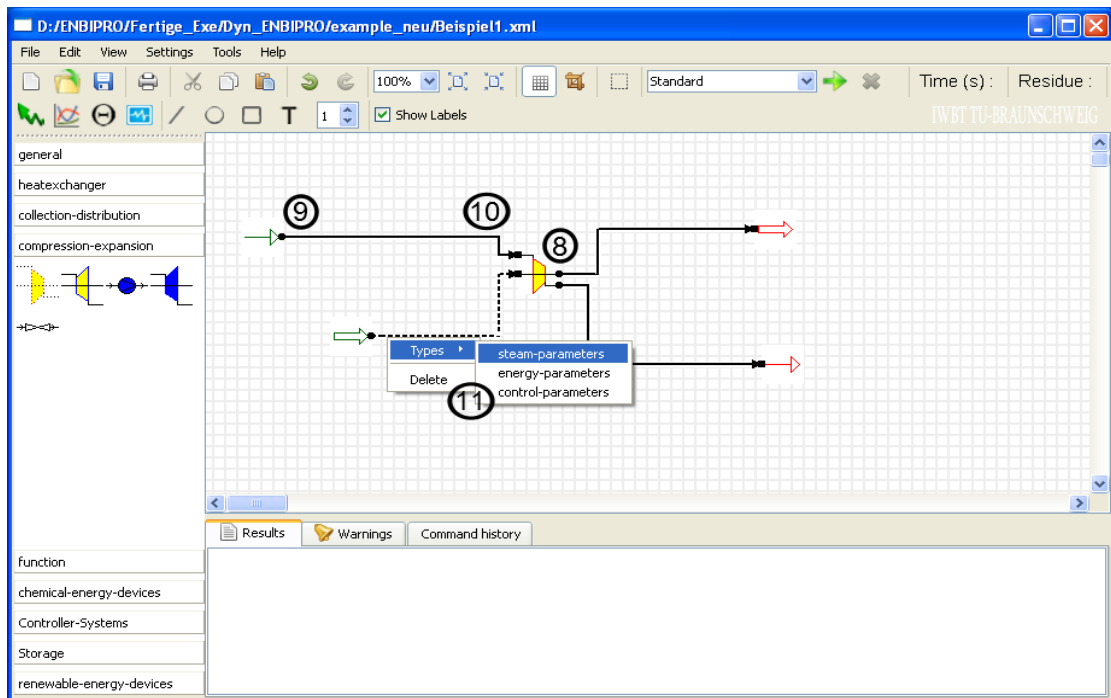 D:/ENBIPRO/Fertige_Exe/Dyn_ENBIPRO/example_neu/Beispiel1.xml
File Edit View Settings Tools Help
100% Standard Time (s) : Residue :
T 1 Show Labels IWBT TU-BRAUNSCHWEIG
general
heatexchanger
collection-distribution
compression-expansion
9
10
8
Types
steam-parameters
energy-parameters
Delete
control-parameters
11
Results Warnings Command history
function
chemical-energy-devices
Controller-Systems
Storage
renewable-energy-devices